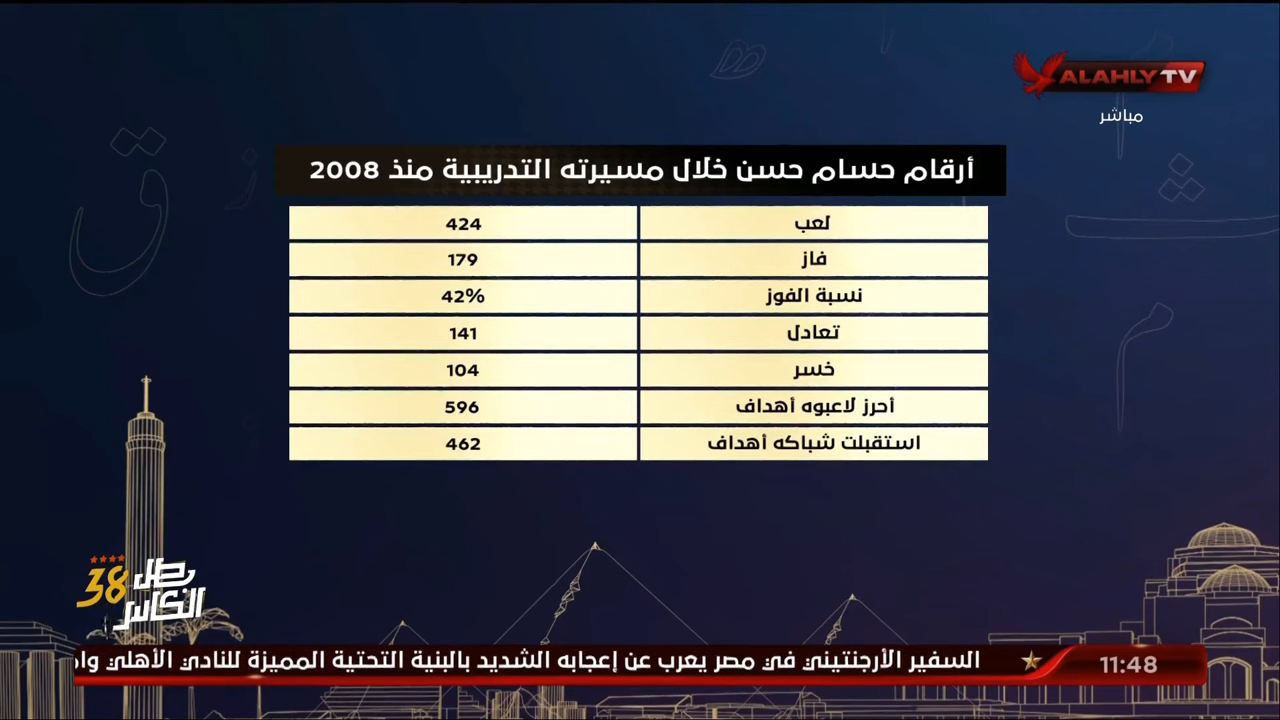 ALAHLY TV
مباشر
أرقام حسام حسن خلال مسيرته التدريبية منذ 2008
لعب 424
فاز 179
نسبة الفوز 42%
تعادل 141
خسر 104
أحرز لاعبوه أهداف 596
استقبلت شباكه أهداف 462
بطل 38
الكاس
11:48 السفير الأرجنتيني في مصر يعرب عن إعجابه الشديد بالبنية التحتية المميزة للنادي الأهلي